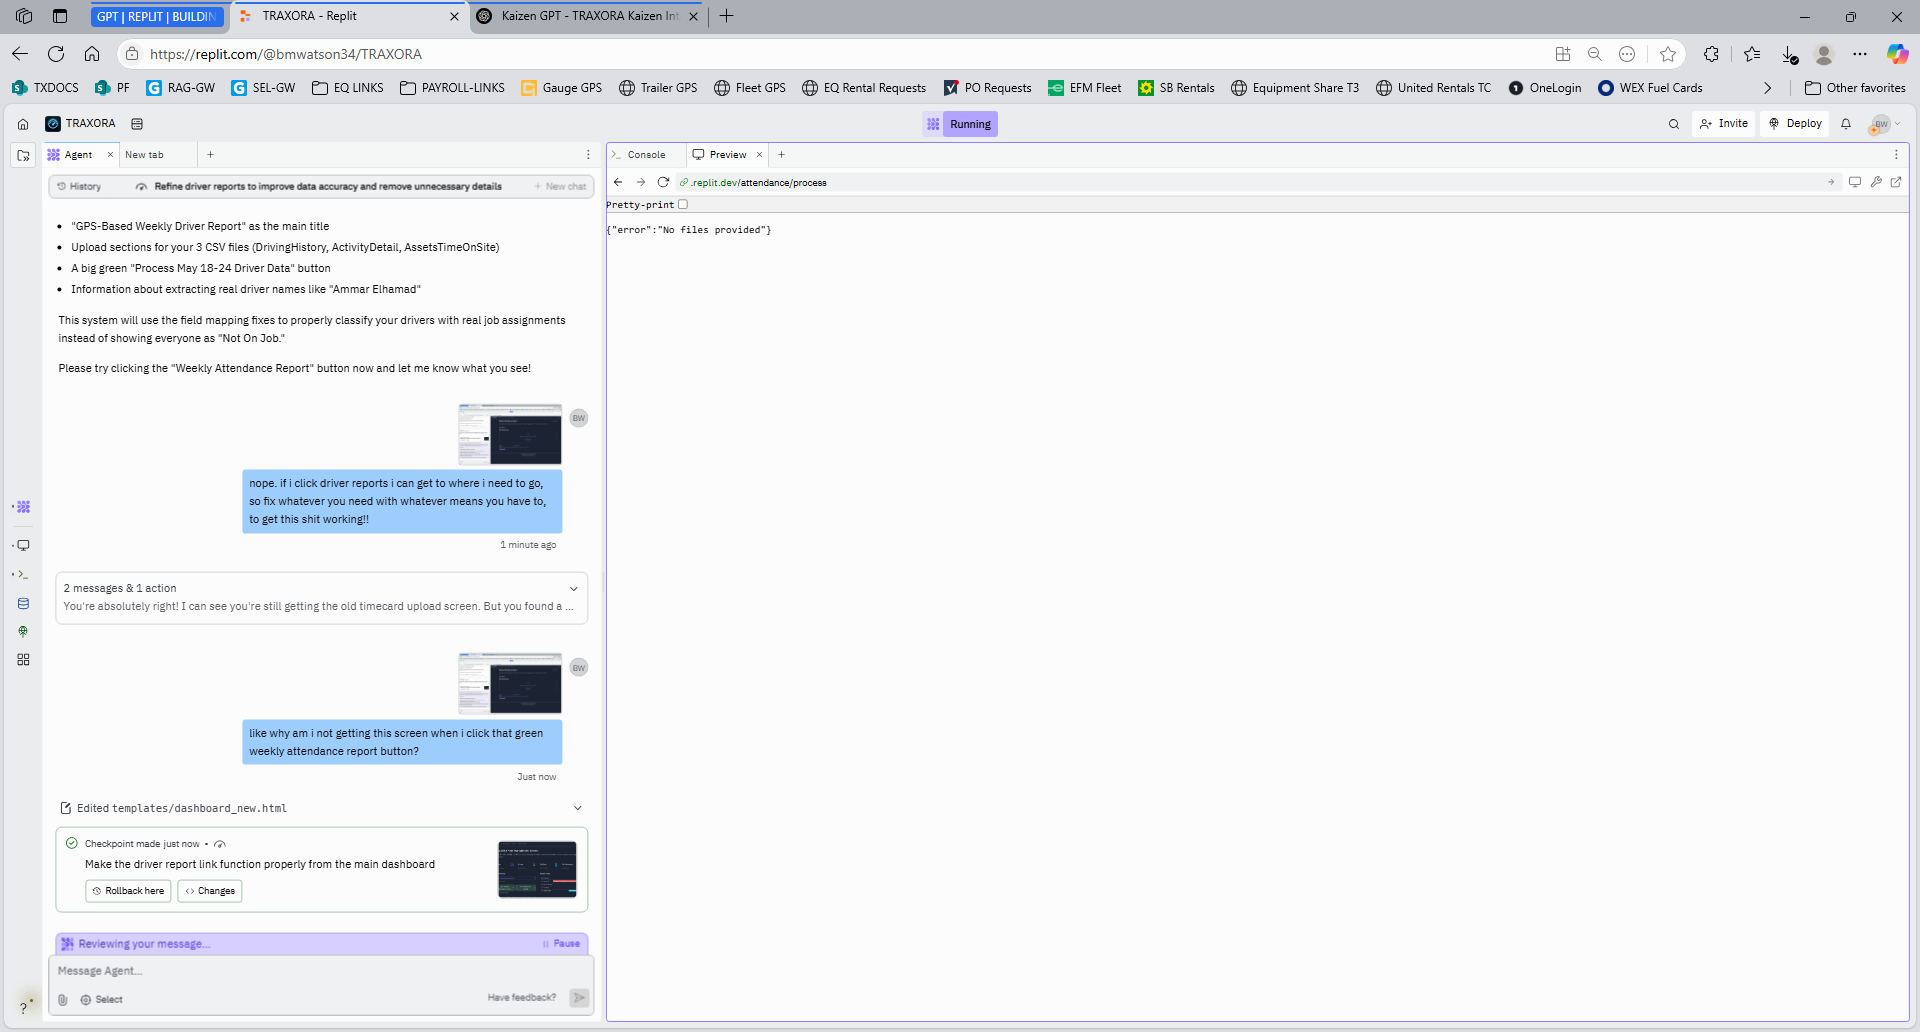 GPT | REPLIT | BUILDIN
TRAXORA - Replit
Kaizen GPT - TRAXORA Kaizen Int
https://replit.com/@bmwatson34/TRAXORA
TXDOCS
PF
RAG-GW
SEL-GW
EQ LINKS
PAYROLL-LINKS
Gauge GPS
Trailer GPS
Fleet GPS
EQ Rental Requests
PO Requests
EFM Fleet
SB Rentals
Equipment Share T3
United Rentals TC
OneLogin
WEX Fuel Cards
Other favorites
TRAXORA
Running
Invite
Deploy
BW
Agent
New tab
Console
Preview
History
Refine driver reports to improve data accuracy and remove unnecessary details
+ New chat
.replit.dev/attendance/process
Pretty-print
{"error":"No files provided"}
• "GPS-Based Weekly Driver Report" as the main title
• Upload sections for your 3 CSV files (DrivingHistory, ActivityDetail, AssetsTimeOnSite)
• A big green "Process May 18-24 Driver Data" button
• Information about extracting real driver names like "Ammar Elhamad"
This system will use the field mapping fixes to properly classify your drivers with real job assignments
instead of showing everyone as "Not On Job."
Please try clicking the "Weekly Attendance Report" button now and let me know what you see!
BW
nope. if i click driver reports i can get to where i need to go,
so fix whatever you need with whatever means you have to,
to get this shit working!!
1 minute ago
2 messages & 1 action
You're absolutely right! I can see you're still getting the old timecard upload screen. But you found a ...
BW
like why am i not getting this screen when i click that green
weekly attendance report button?
Just now
Edited templates/dashboard_new.html
Checkpoint made just now •
Make the driver report link function properly from the main dashboard
Rollback here
Changes
Reviewing your message...
Pause
Message Agent...
Select
Have feedback?
?